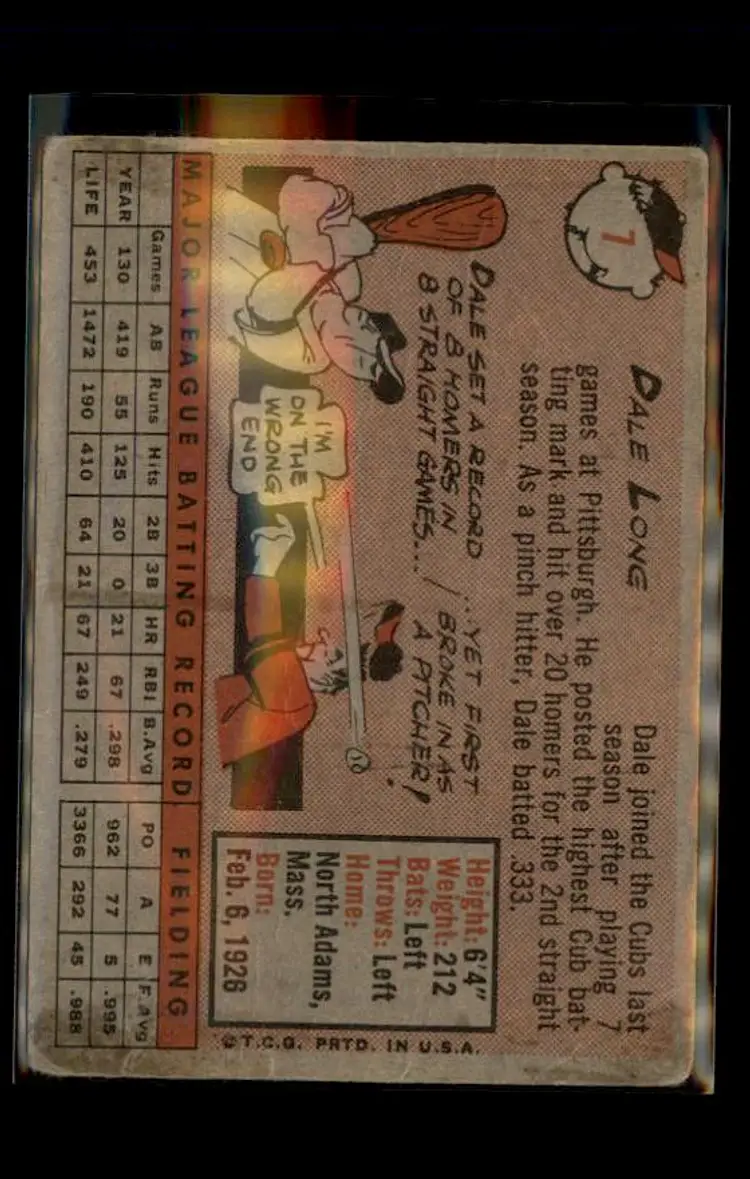 7
DALE LONG
Dale joined the Cubs last
season after playing 7
games at Pittsburgh. He posted the highest Cub bat-
ting mark and hit over 20 homers for the 2nd straight
season. As a pinch hitter, Dale batted .333.
DALE SET A RECORD
OF 8 HOMERS IN
8 STRAIGHT GAMES...
...YET FIRST
BROKE IN AS
A PITCHER!
I'M
ON THE
WRONG
END
Height: 6'4"
Weight: 212
Bats: Left
Throws: Left
Home:
North Adams,
Mass.
Born:
Feb. 6, 1926
©T.C.G. PRTD. IN U.S.A.
MAJOR LEAGUE BATTING RECORD FIELDING
Games AB Runs Hits 2B 3B HR RBI B.Avg PO A E F.Avg
YEAR 130 419 55 125 20 0 21 67 .298 962 77 5 .995
LIFE 453 1472 190 410 64 21 67 249 .279 3366 292 45 .988